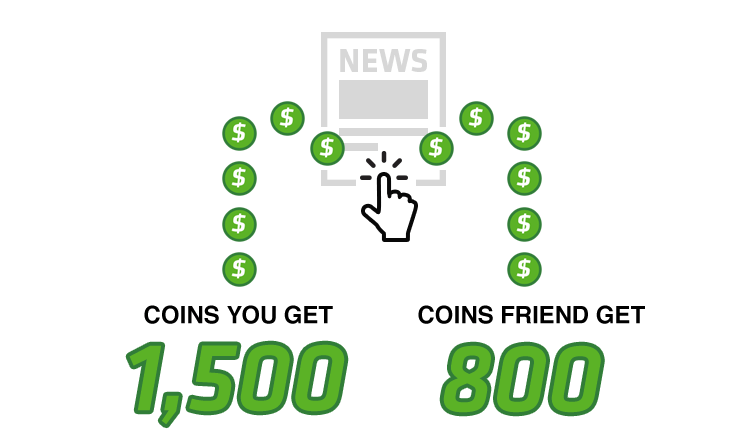 NEWS
$ $ $ $
$ $
$ $
$ $
$ $
COINS YOU GET
COINS FRIEND GET
1,500
800